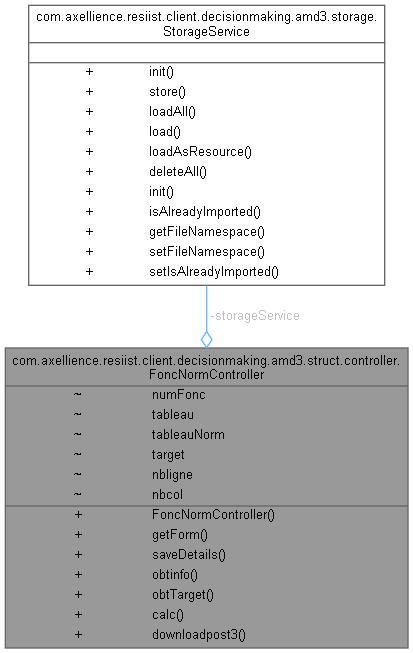 com.axellience.resiist.client.decisionmaking.amd3.storage.
StorageService
+ init()
+ store()
+ loadAll()
+ load()
+ loadAsResource()
+ deleteAll()
+ init()
+ isAlreadyImported()
+ getFileNamespace()
+ setFileNamespace()
+ setIsAlreadyImported()
-storageService
com.axellience.resiist.client.decisionmaking.amd3.struct.controller.
FoncNormController
~ numFonc
~ tableau
~ tableauNorm
~ target
~ nbligne
~ nbcol
+ FoncNormController()
+ getForm()
+ saveDetails()
+ obtinfo()
+ obtTarget()
+ calc()
+ downloadpost3()